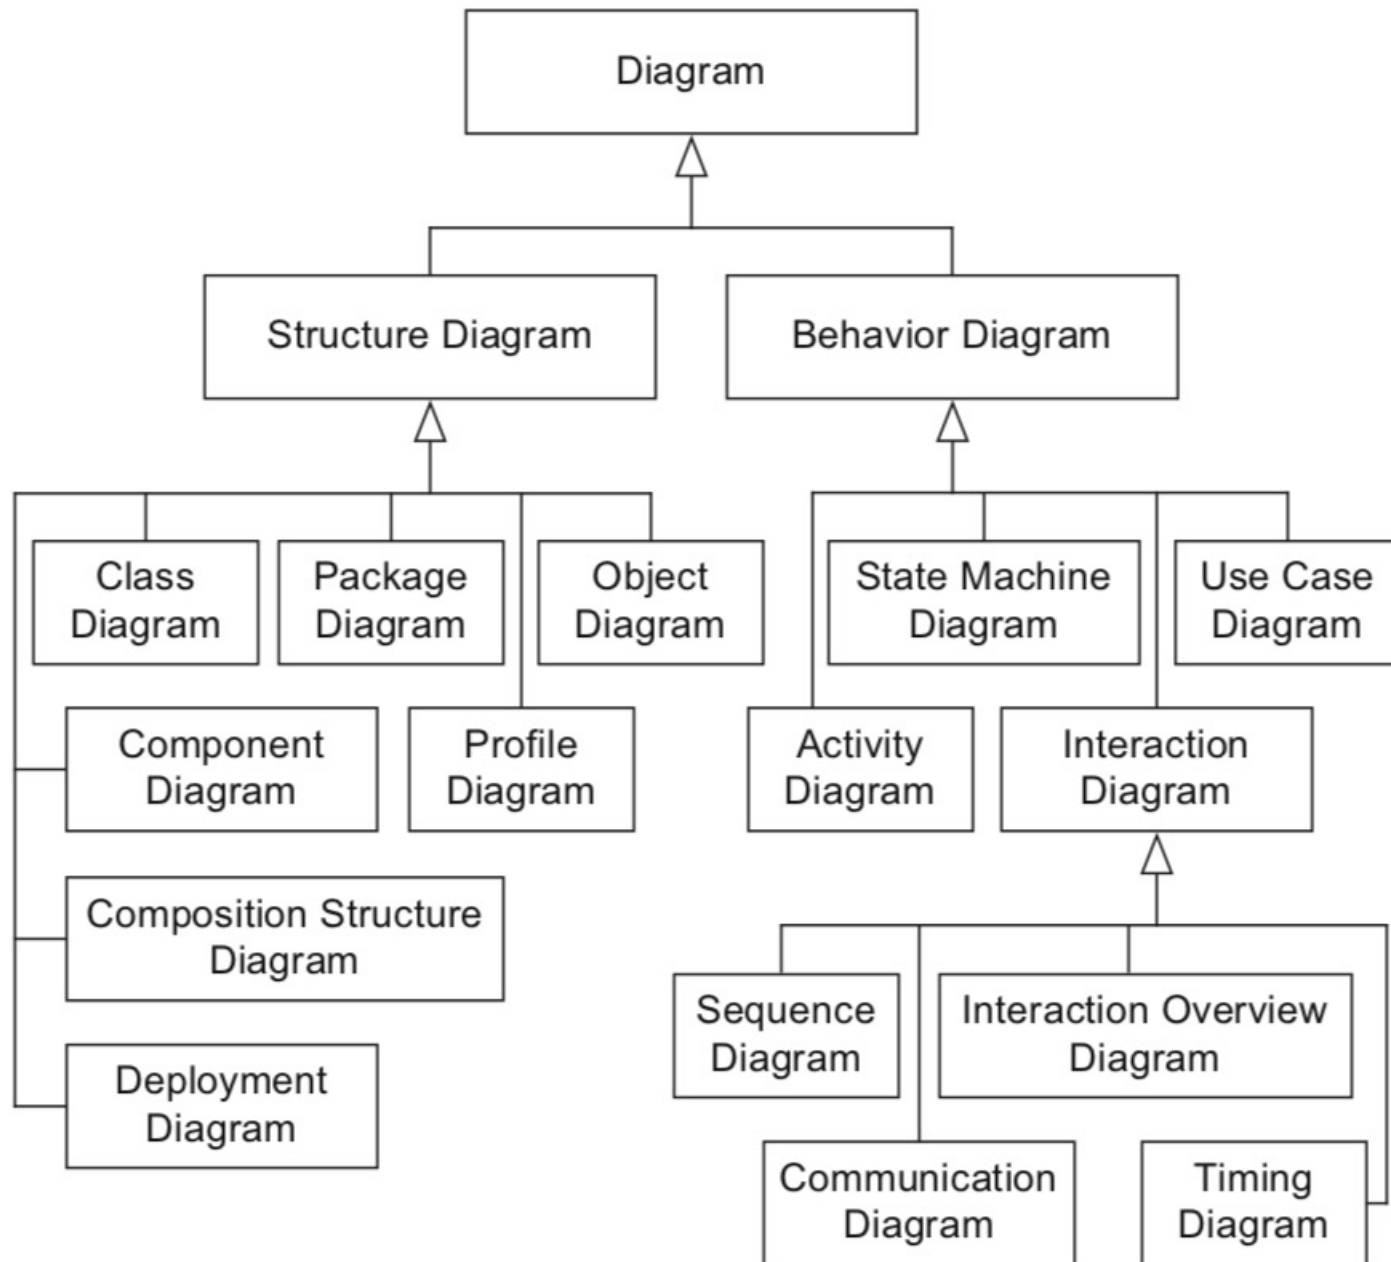 Diagram
Structure Diagram
Behavior Diagram
Class
Diagram
Package
Diagram
Object
Diagram
State Machine
Diagram
Use Case
Diagram
Component
Diagram
Profile
Diagram
Activity
Diagram
Interaction
Diagram
Composition Structure
Diagram
Sequence
Diagram
Interaction Overview
Diagram
Deployment
Diagram
Communication
Diagram
Timing
Diagram